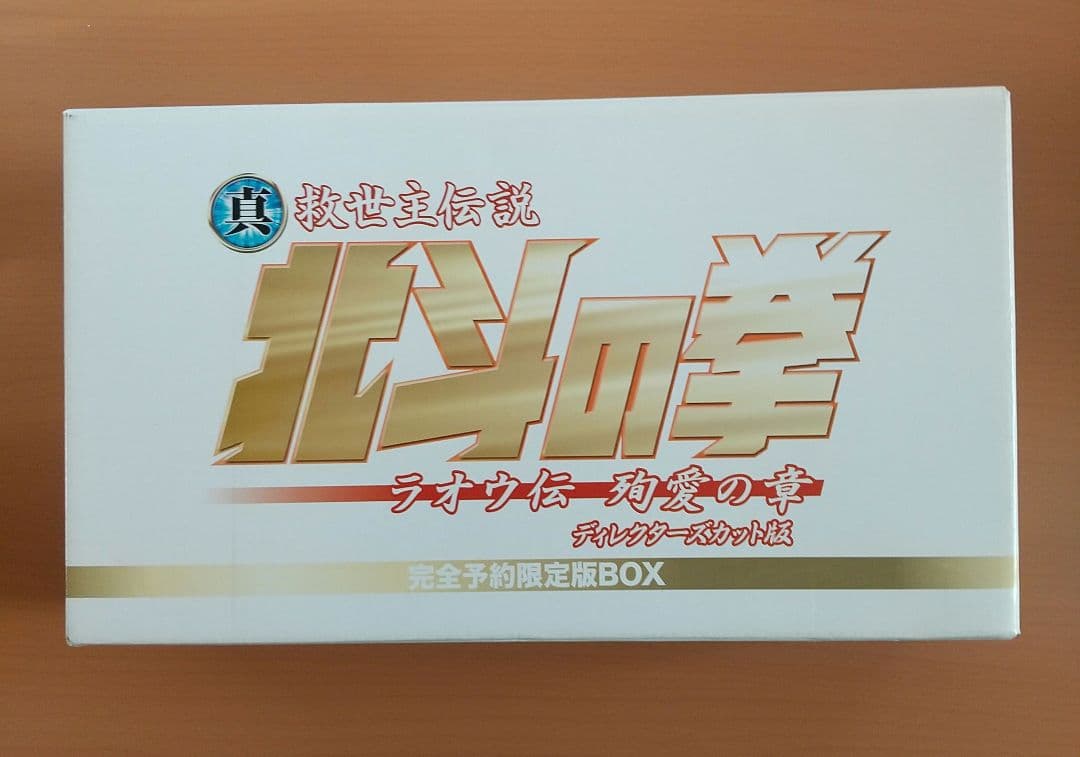 真 救世主伝説
北斗の拳
ラオウ伝 殉愛の章
ディレクターズカット版
完全予約限定版BOX